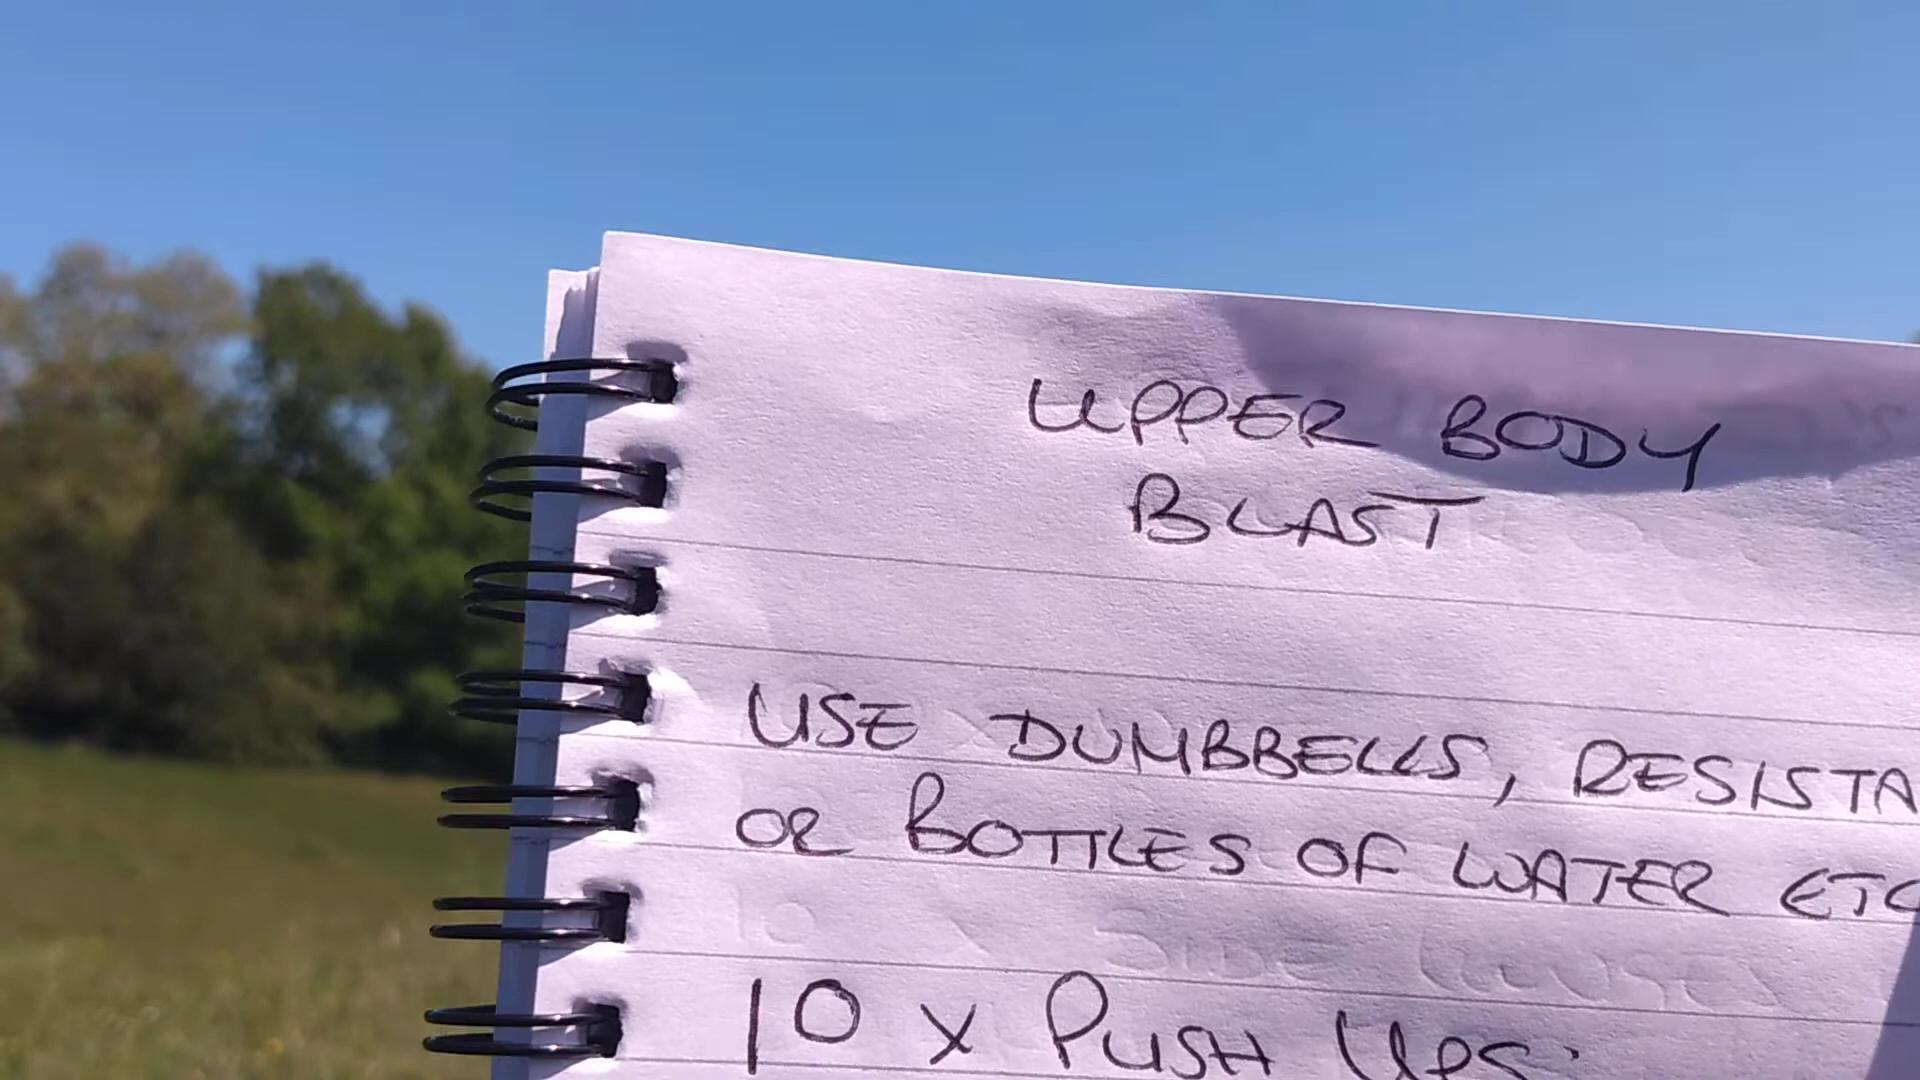 UPPER BODY
BLAST
USE DUMBBELLS, RESISTA
OR BOTTLES OF WATER ETC
10 x PUSH UPS.